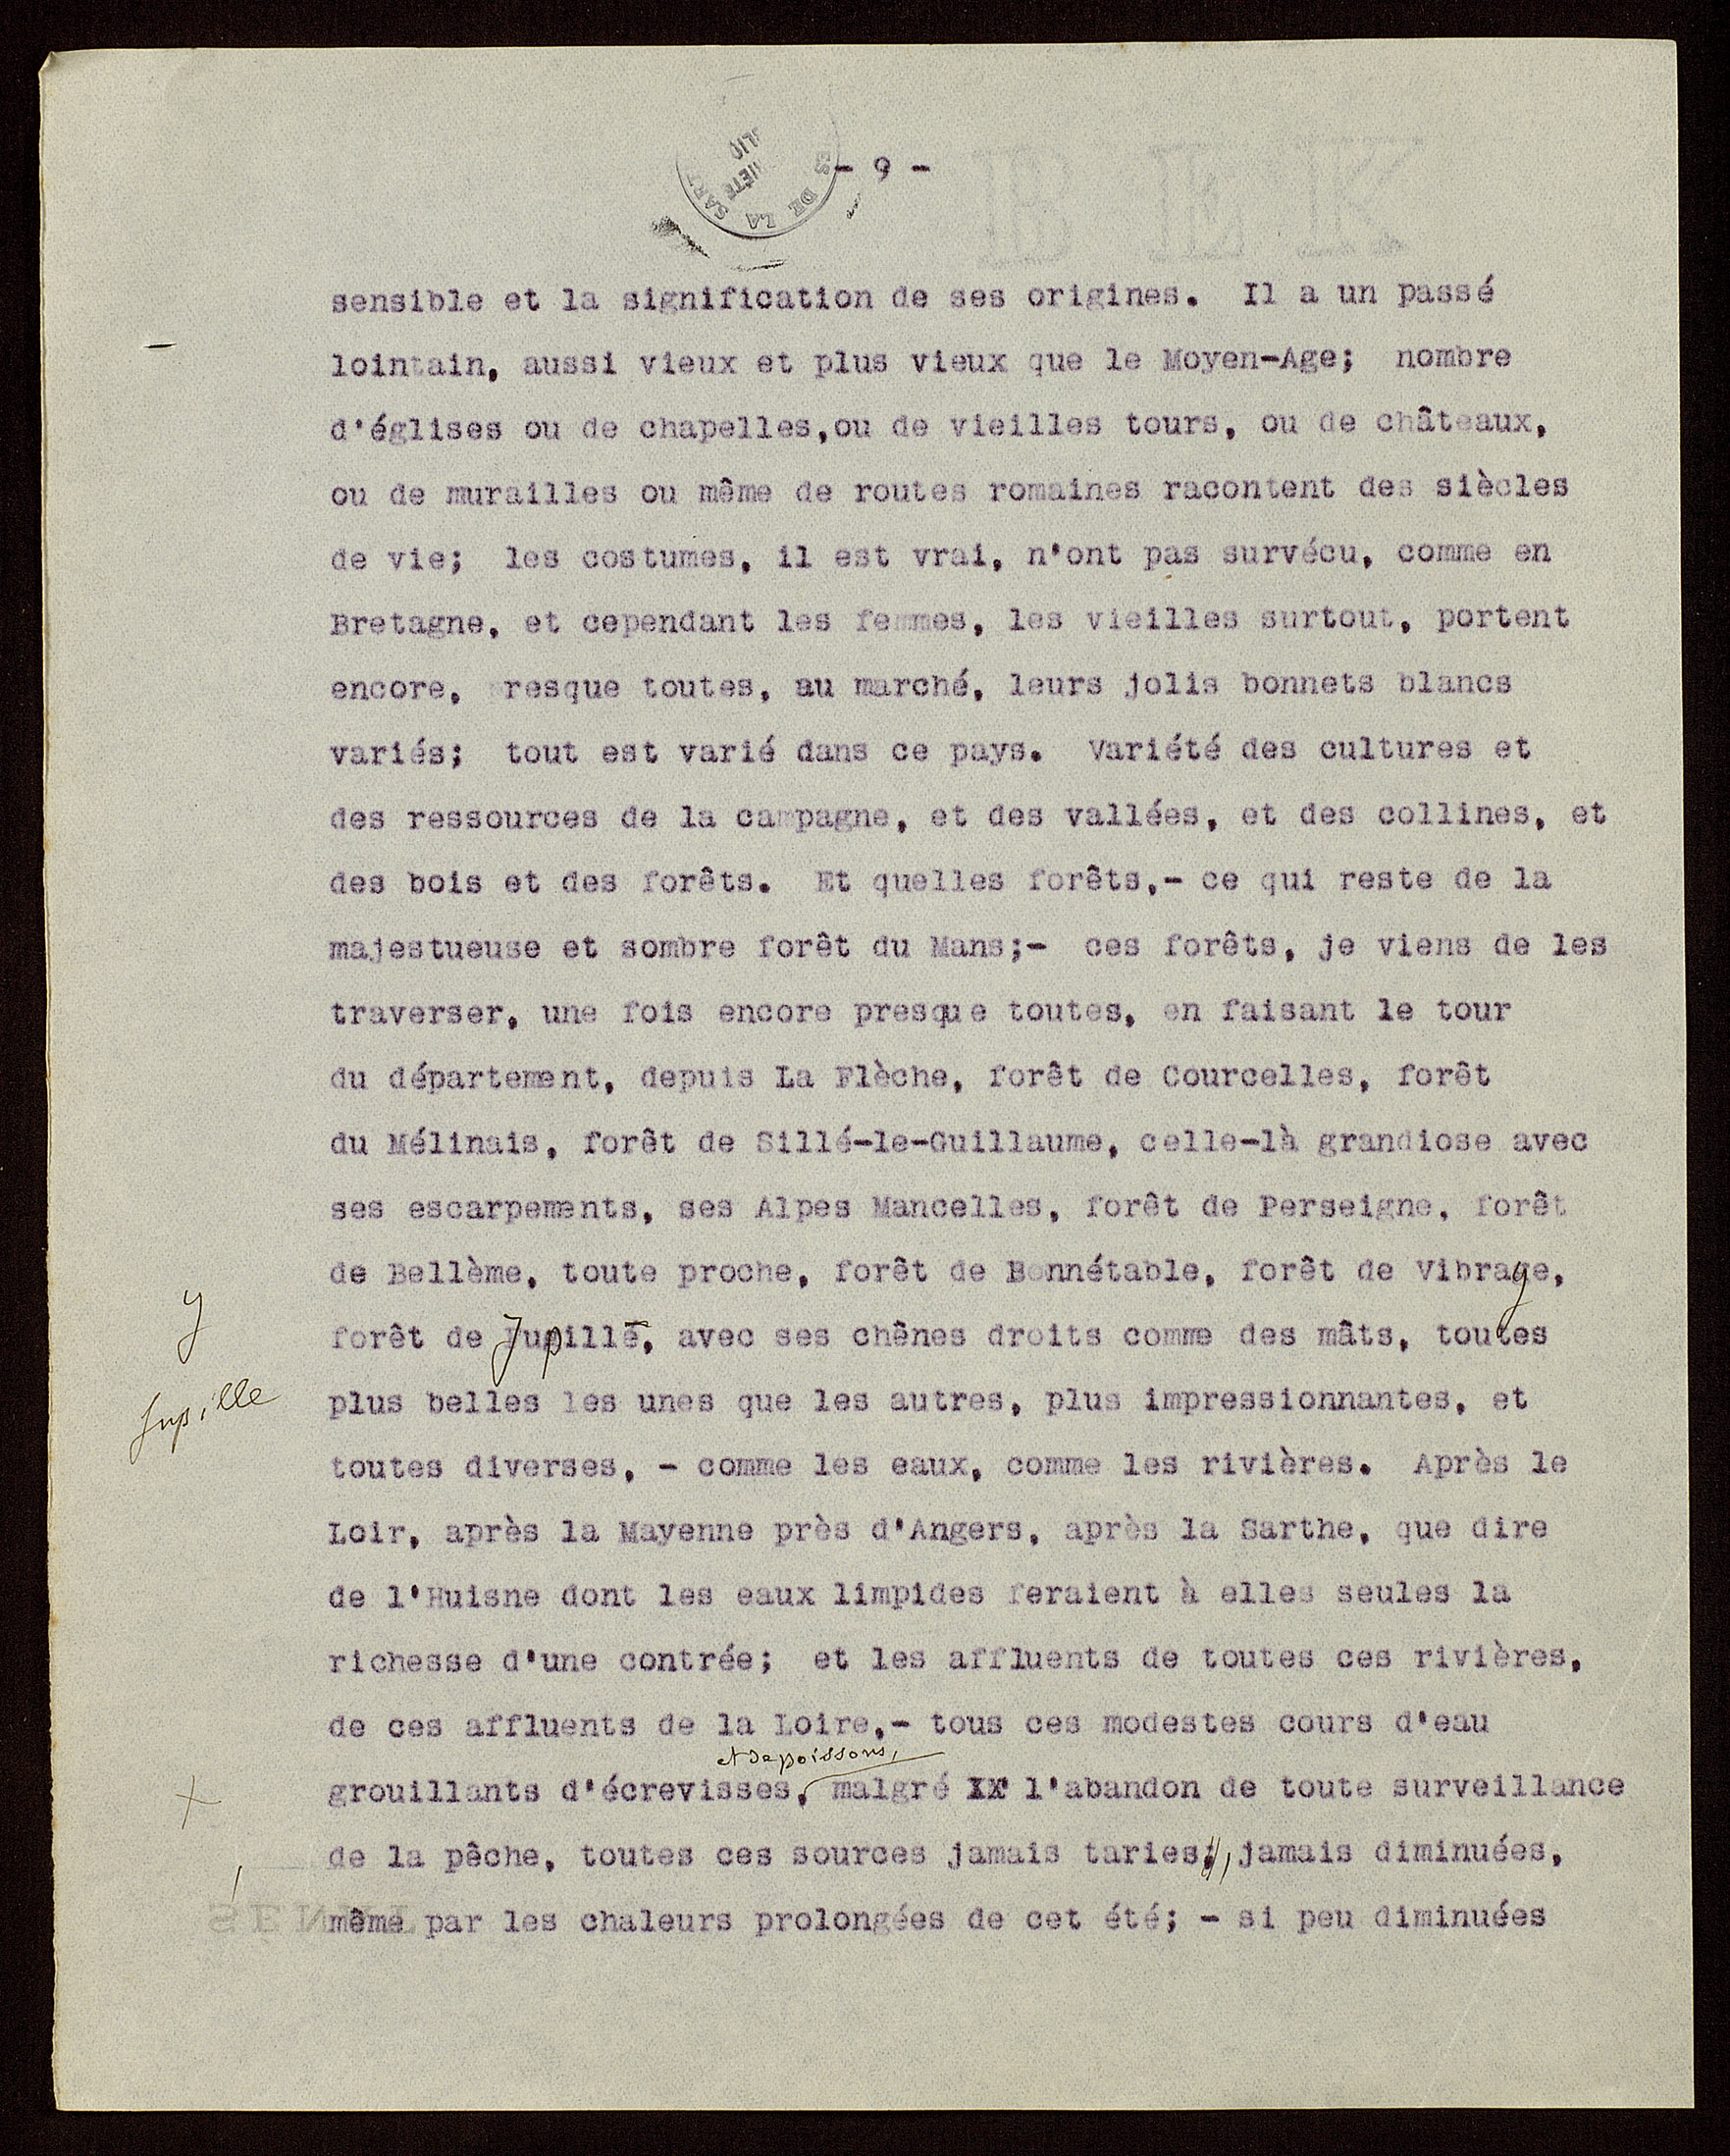 - 9 -
sensible et la signification de ses origines. Il a un passé
lointain, aussi vieux et plus vieux que le Moyen-Age; nombre
d'églises ou de chapelles,ou de vieilles tours, ou de châteaux,
ou de murailles ou même de routes romaines racontent des siècles
de vie; les costumes, il est vrai, n'ont pas survécu, comme en
Bretagne, et cependant les femmes, les vieilles surtout, portent
encore, presque toutes, au marché, leurs jolis bonnets blancs
variés; tout est varié dans ce pays. Variété des cultures et
des ressources de la campagne, et des vallées, et des collines, et
des bois et des forêts. Et quelles forêts,- ce qui reste de la
majestueuse et sombre forêt du Mans;- ces forêts, je viens de les
traverser, une fois encore presque toutes, en faisant le tour
du département, depuis La Flèche, forêt de Courcelles, forêt
du Mélinais, forêt de Sillé-le-Guillaume, celle-là grandiose avec
ses escarpements, ses Alpes Mancelles, forêt de Perseigne, forêt
de Bellème, toute proche, forêt de Bonnétable, forêt de Vibraye,
y
forêt de Jupille, avec ses chênes droits comme des mâts, toutes
Jupille
plus belles les unes que les autres, plus impressionnantes, et
toutes diverses, - comme les eaux, comme les rivières. Après le
Loir, après la Mayenne près d'Angers, après la Sarthe, que dire
de l'Huisne dont les eaux limpides feraient à elles seules la
richesse d'une contrée; et les affluents de toutes ces rivières,
de ces affluents de la Loire,- tous ces modestes cours d'eau
et de poissons,
grouillants d'écrevisses, malgré XX l'abandon de toute surveillance
de la pêche, toutes ces sources jamais taries, jamais diminuées,
même par les chaleurs prolongées de cet été; - si peu diminuées